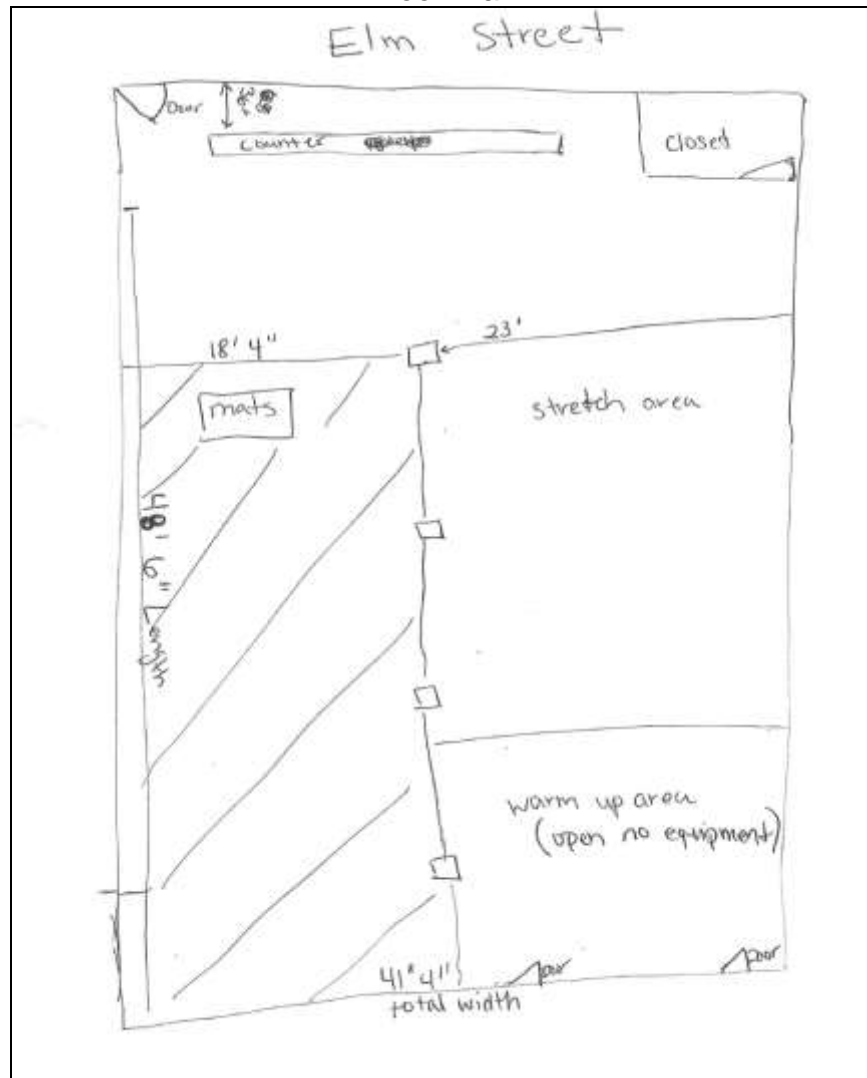 Elm Street
Door
counter
closed
18' 4"
23'
mats
stretch area
48' 6" Length
warm up area
(open no equipment)
Door
Door
41' 4"
total width